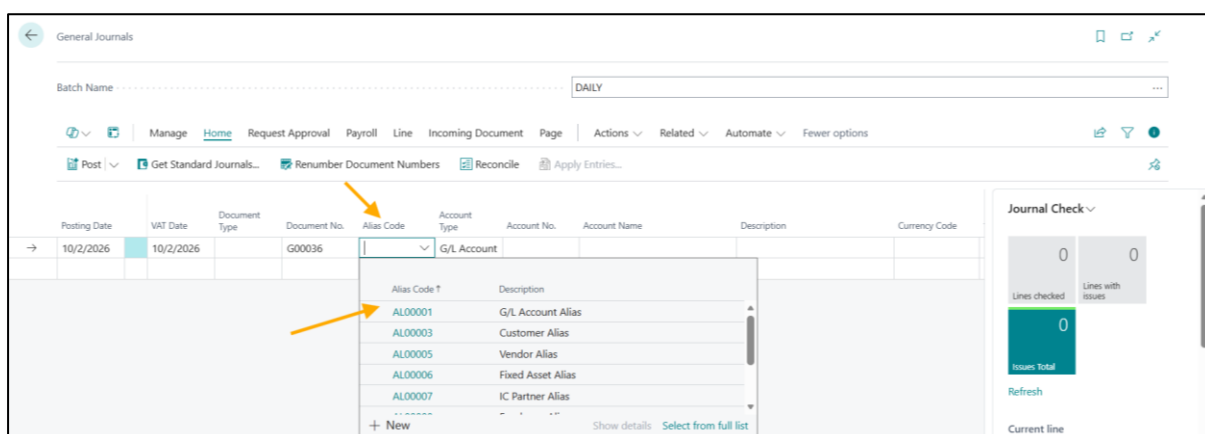 General Journals
Batch Name
DAILY
Manage Home Request Approval Payroll Line Incoming Document Page Actions Related Automate Fewer options
Post Get Standard Journals... Renumber Document Numbers Reconcile Apply Entries...
Posting Date VAT Date Document Type Document No. Alias Code Account Type Account No. Account Name Description Currency Code
10/2/2026 10/2/2026 G00036 G/L Account
Alias Code Description
AL00001 G/L Account Alias
AL00003 Customer Alias
AL00005 Vendor Alias
AL00006 Fixed Asset Alias
AL00007 IC Partner Alias
+ New Show details Select from full list
Journal Check
0 0
Lines checked Lines with issues
0
Issues Total
Refresh
Current line